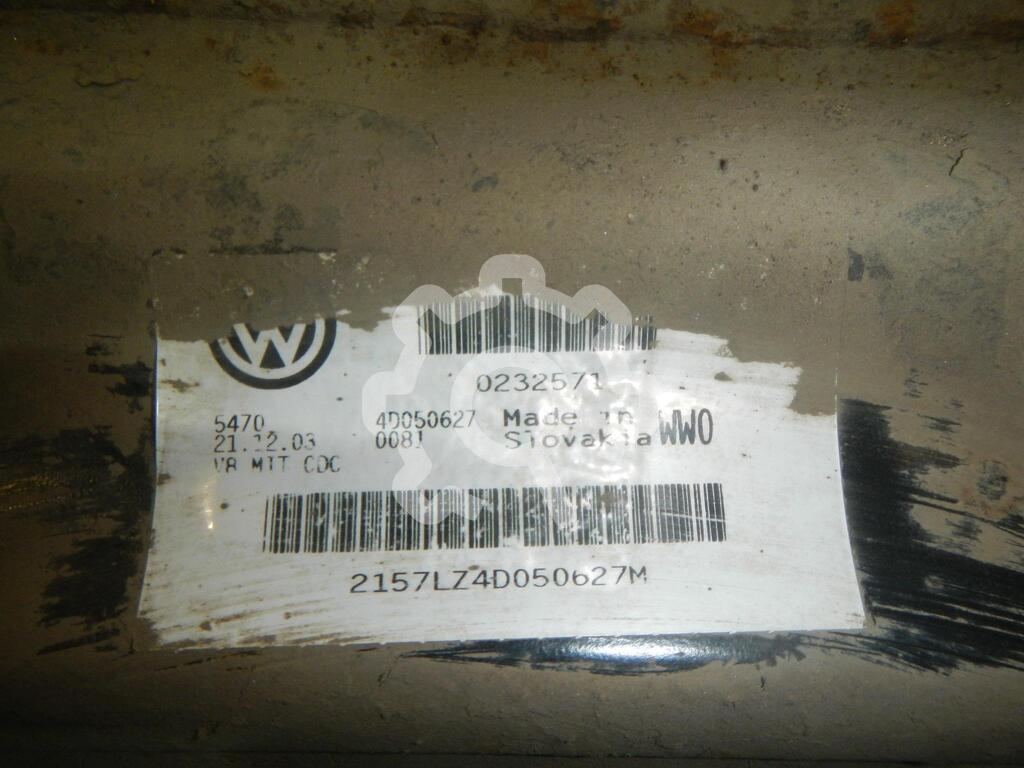 0232571
5470 4D050627 Made in WWO
21.12.03 0081 Slovakia
V8 MIT CDC
2157LZ4D050627M